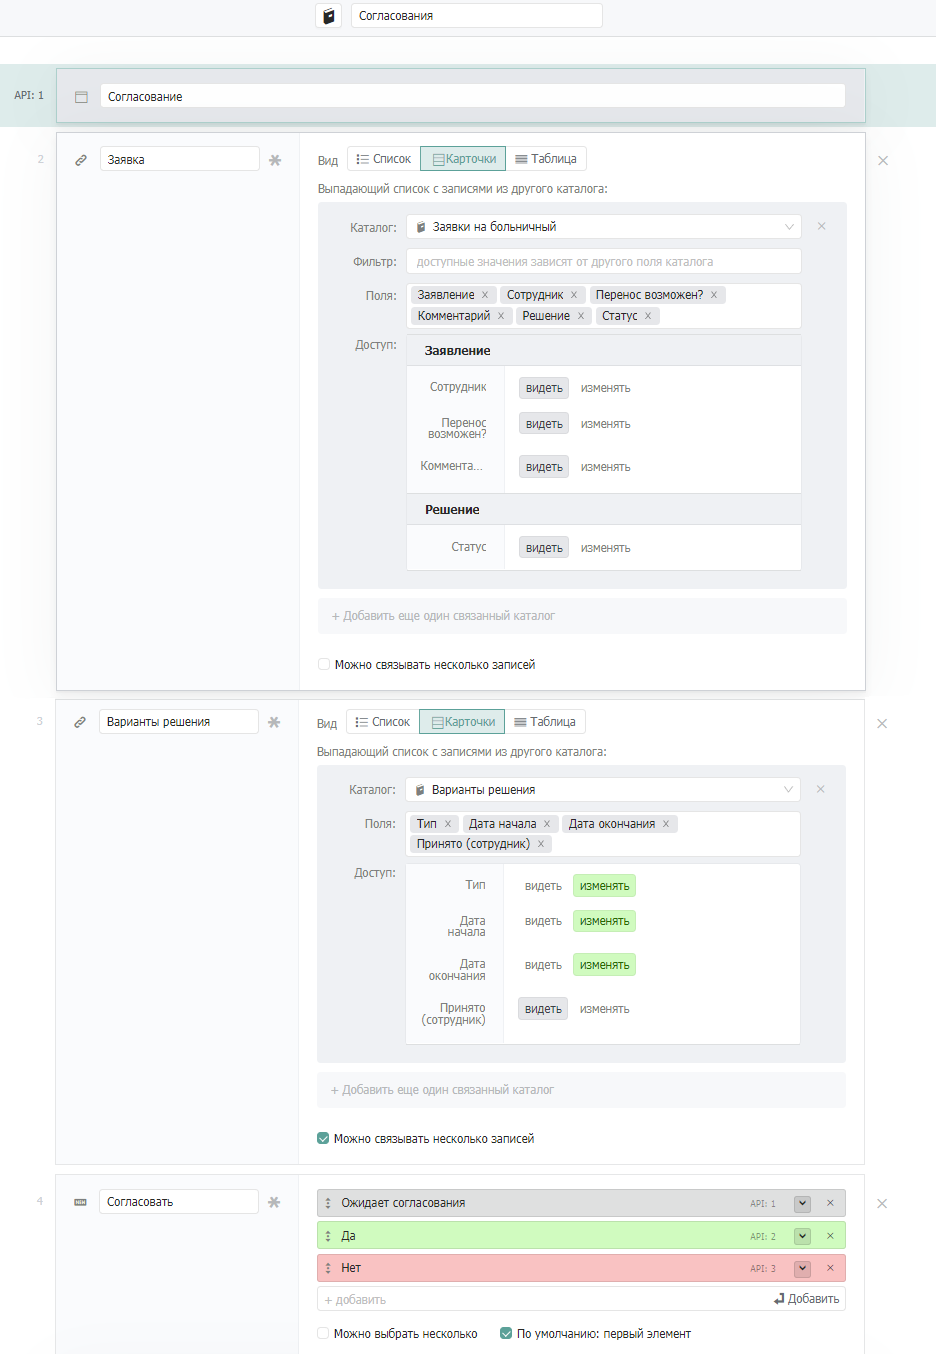 Согласования
API: 1
Согласование
2
Заявка
Вид
Список
Карточки
Таблица
Выпадающий список с записями из другого каталога:
Каталог:
Заявки на больничный
Фильтр:
доступные значения зависят от другого поля каталога
Поля:
Заявление x Сотрудник x Перенос возможен? x
Комментарий x Решение x Статус x
Доступ:
Заявление
Сотрудник
видеть изменять
Перенос
возможен?
видеть изменять
Коммента...
видеть изменять
Решение
Статус
видеть изменять
+ Добавить еще один связанный каталог
Можно связывать несколько записей
3
Варианты решения
Вид
Список
Карточки
Таблица
Выпадающий список с записями из другого каталога:
Каталог:
Варианты решения
Поля:
Тип x Дата начала x Дата окончания x
Принято (сотрудник) x
Доступ:
Тип
видеть изменять
Дата
начала
видеть изменять
Дата
окончания
видеть изменять
Принято
(сотрудник)
видеть изменять
+ Добавить еще один связанный каталог
Можно связывать несколько записей
4
Согласовать
Ожидает согласования API: 1
Да API: 2
Нет API: 3
+ добавить
Добавить
Можно выбрать несколько
По умолчанию: первый элемент